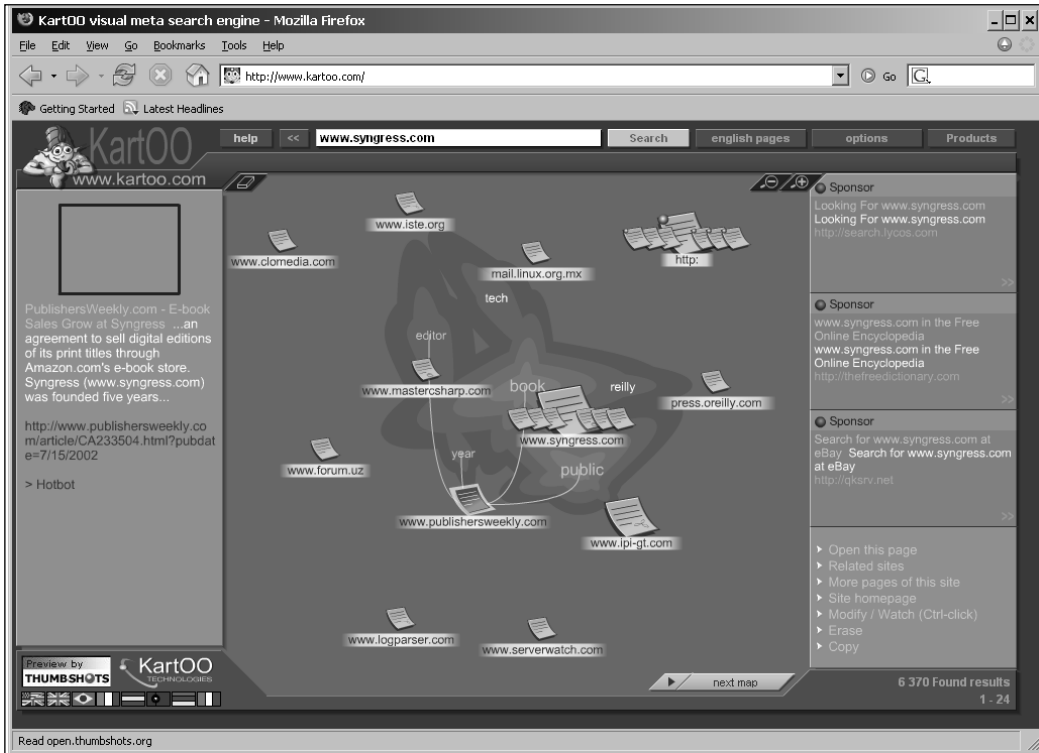 KartOO visual meta search engine - Mozilla Firefox
File Edit View Go Bookmarks Tools Help
http://www.kartoo.com/
Go
G
Getting Started Latest Headlines
KartOO
www.kartoo.com
help << www.syngress.com Search english pages options Products
PublishersWeekly.com - E-book
Sales Grow at Syngress ...an
agreement to sell digital editions
of its print titles through
Amazon.com's e-book store.
Syngress (www.syngress.com)
was founded five years...
http://www.publishersweekly.co
m/article/CA233504.html?pubdat
e=7/15/2002
> Hotbot
Preview by
THUMBSHOTS
KartOO
TECHNOLOGIES
www.iste.org
www.clomedia.com
http:
mail.linux.org.mx
tech
editor
www.mastercsharp.com
book
reilly
press.oreilly.com
www.syngress.com
www.forum.uz
year
public
www.publishersweekly.com
www.ipi-gt.com
www.logparser.com
www.serverwatch.com
next map
Sponsor
Looking For www.syngress.com
Looking For www.syngress.com
http://search.lycos.com
>>
Sponsor
www.syngress.com in the Free
Online Encyclopedia
www.syngress.com in the Free
Online Encyclopedia
http://thefreedictionary.com
>>
Sponsor
Search for www.syngress.com at
eBay Search for www.syngress.com
at eBay
http://qksrv.net
>>
Open this page
Related sites
More pages of this site
Site homepage
Modify / Watch (Ctrl-click)
Erase
Copy
6 370 Found results
1 - 24
Read open.thumbshots.org